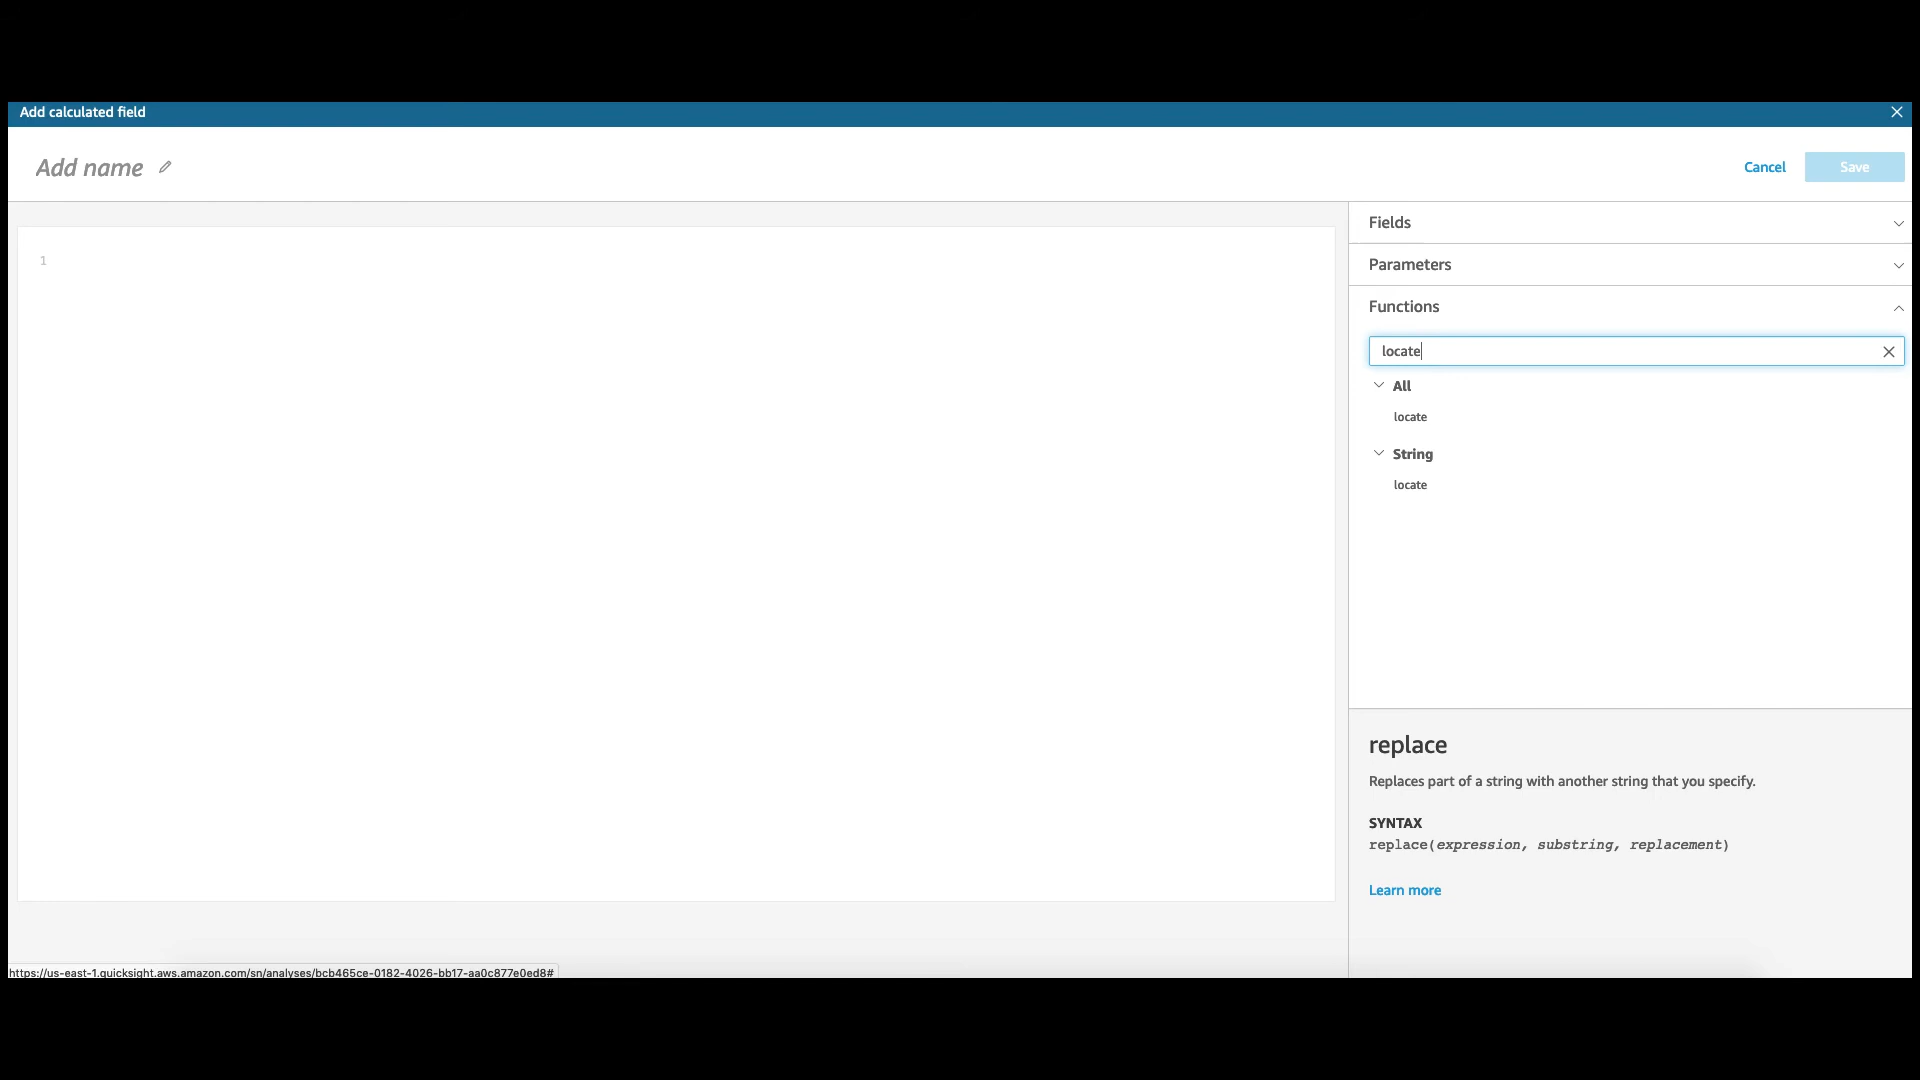 Add calculated field
Add name
Cancel
Save
Fields
Parameters
Functions
1
locate
All
locate
String
locate
replace
Replaces part of a string with another string that you specify.
SYNTAX
replace(expression, substring, replacement)
Learn more
https://us-east-1.quicksight.aws.amazon.com/sn/analyses/bcb465ce-0182-4026-bb17-aa0c877e0ed8#